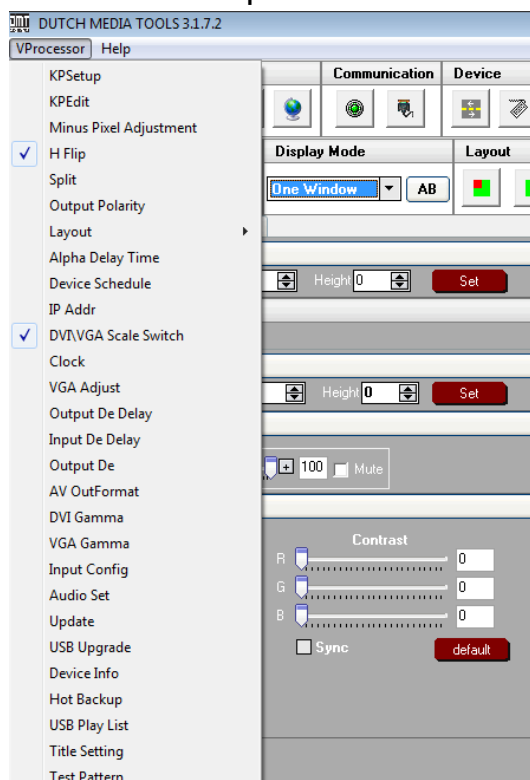 DUTCH MEDIA TOOLS 3.1.7.2
VProcessor Help
KPSetup
KPEdit
Minus Pixel Adjustment
H Flip
Split
Output Polarity
Layout
Alpha Delay Time
Device Schedule
IP Addr
DVI\VGA Scale Switch
Clock
VGA Adjust
Output De Delay
Input De Delay
Output De
AV OutFormat
DVI Gamma
VGA Gamma
Input Config
Audio Set
Update
USB Upgrade
Device Info
Hot Backup
USB Play List
Title Setting
Test Pattern
Communication Device
Display Mode Layout
One Window AB
Height 0 Set
Height 0 Set
100 Mute
Contrast
R 0
G 0
B 0
Sync default